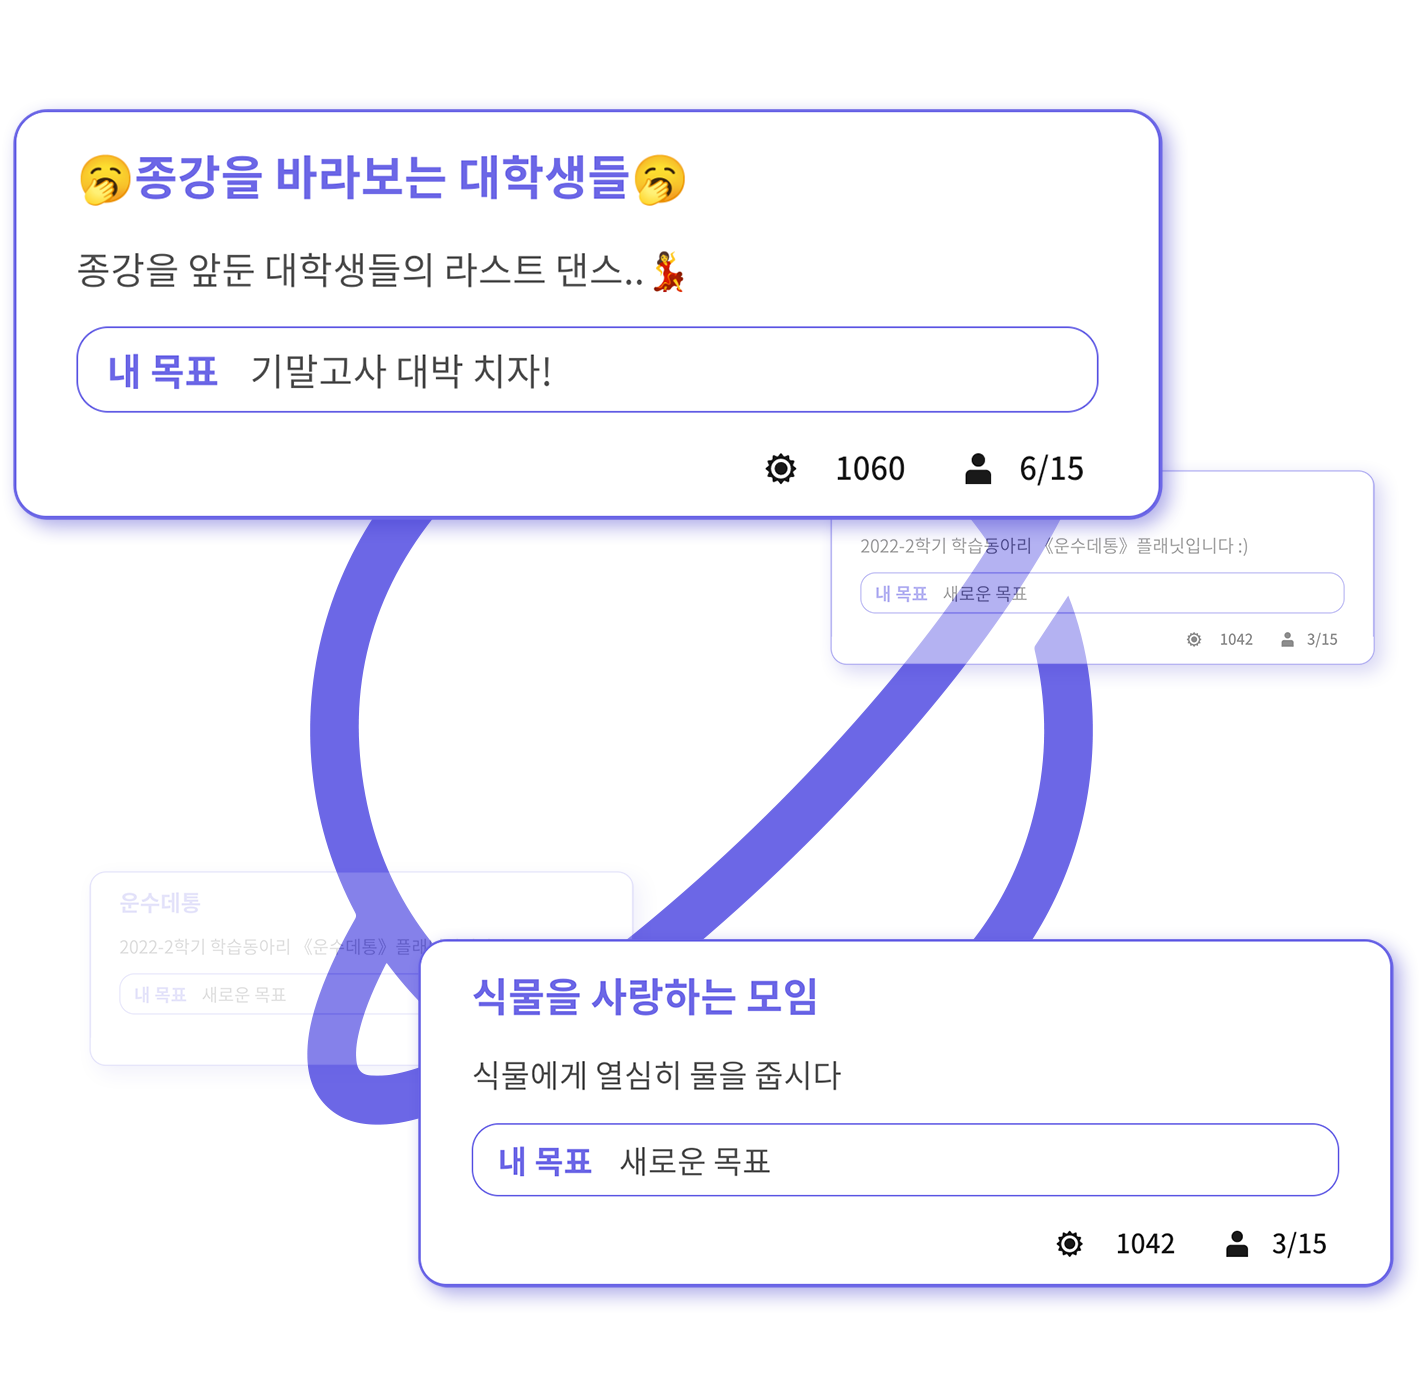 🥱종강을 바라보는 대학생들🥱
종강을 앞둔 대학생들의 라스트 댄스..💃
내 목표 기말고사 대박 치자!
1060 6/15
2022-2학기 학습동아리 《운수데통》 플래닛입니다 :)
내 목표 새로운 목표
1042 3/15
운수데통
2022-2학기 학습동아리 《운수데통》 플래
내 목표 새로운 목표
식물을 사랑하는 모임
식물에게 열심히 물을 줍시다
내 목표 새로운 목표
1042 3/15